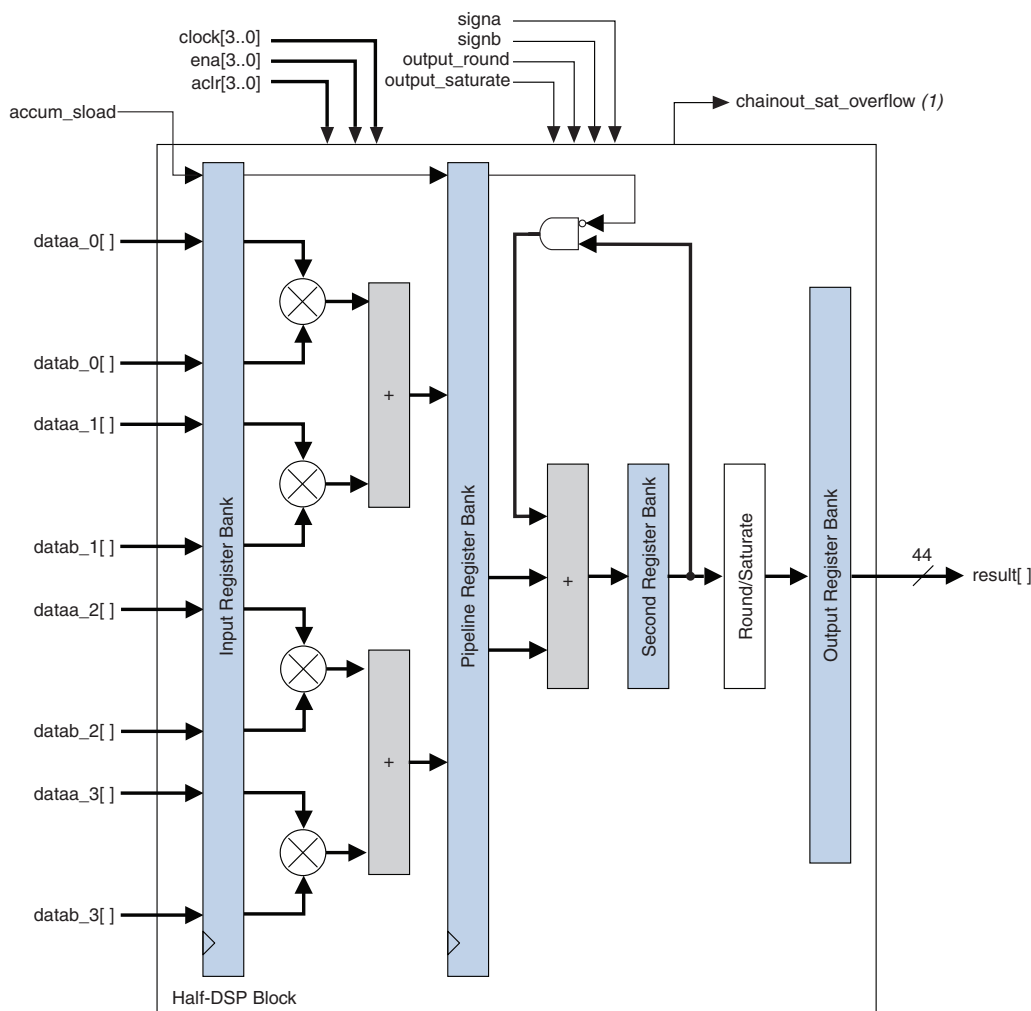 signa
signb
output_round
output_saturate
clock[3..0]
ena[3..0]
aclr[3..0]
chainout_sat_overflow (1)
accum_sload
dataa_0[ ]
datab_0[ ]
dataa_1[ ]
datab_1[ ]
dataa_2[ ]
datab_2[ ]
dataa_3[ ]
datab_3[ ]
Input Register Bank
+
+
Pipeline Register Bank
+
Second Register Bank
Round/Saturate
Output Register Bank
44
result[ ]
Half-DSP Block